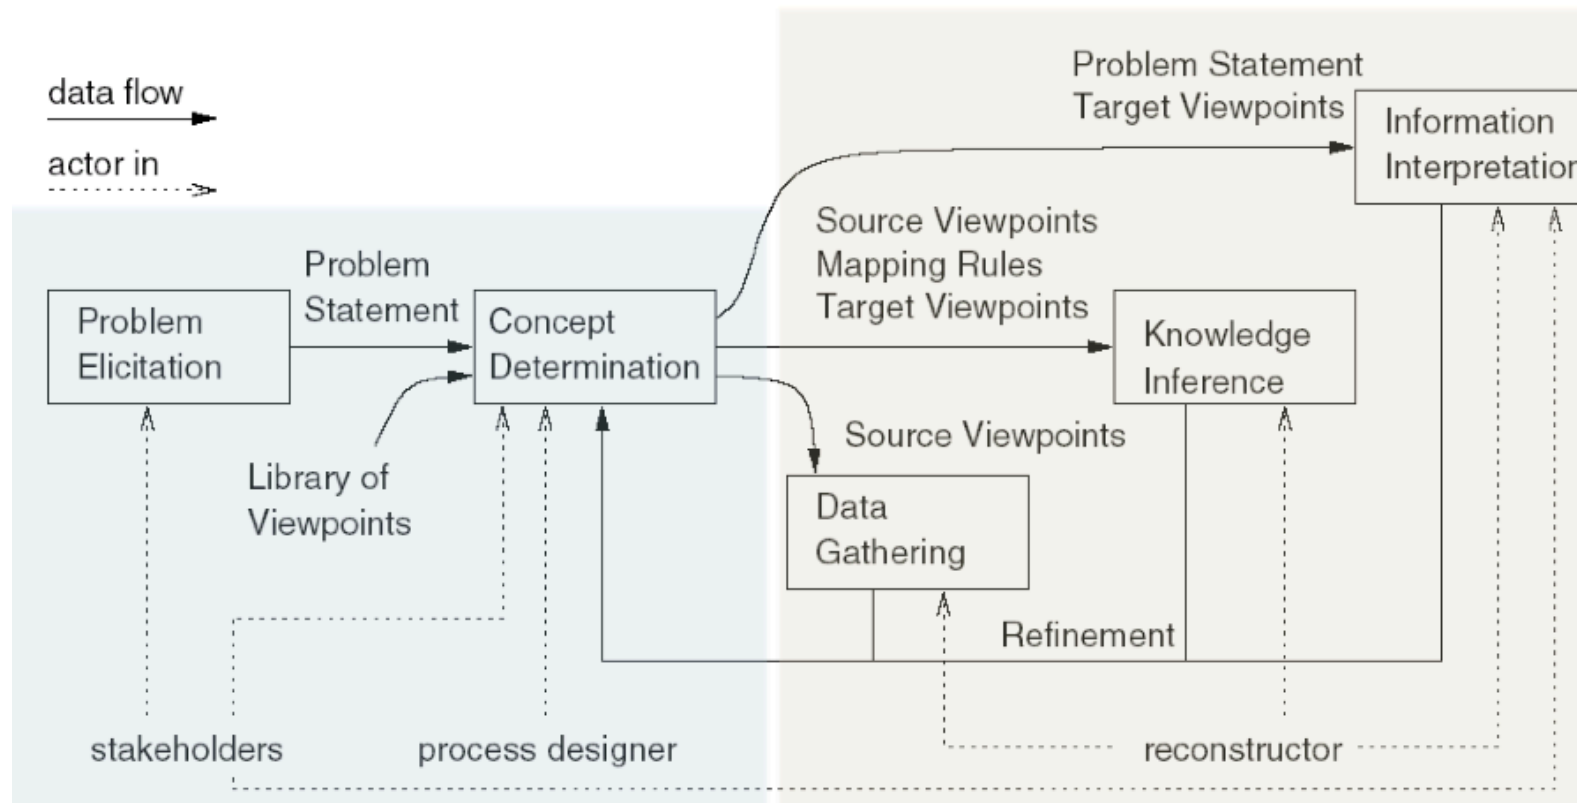 data flow
actor in
Problem Statement
Target Viewpoints
Information
Interpretation
Source Viewpoints
Mapping Rules
Target Viewpoints
Problem
Statement
Problem
Elicitation
Concept
Determination
Knowledge
Inference
Library of
Viewpoints
Source Viewpoints
Data
Gathering
Refinement
stakeholders
process designer
reconstructor